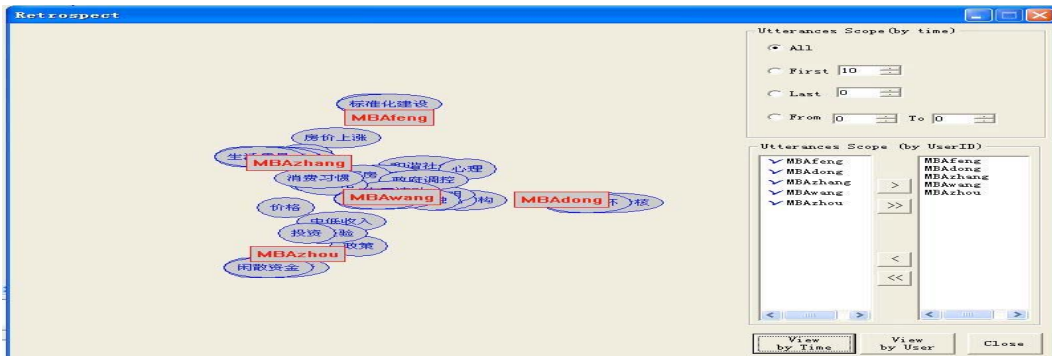 Retrospect
标准化建设
MBAfeng
房价上涨
MBAzhang
心理
消费习惯
政府调控
MBAwang
构
MBAdong
核
价格
中低收入
投资
验
政策
MBAzhou
闲散资金
Utterances Scope(by time)
All
First 10
Last 0
From 0 To 0
Utterances Scope (by UserID)
MBAfeng
MBAdong
MBAzhang
MBAwang
MBAzhou
>
>>
<
<<
MBAfeng
MBAdong
MBAzhang
MBAwang
MBAzhou
View by Time
View by User
Close